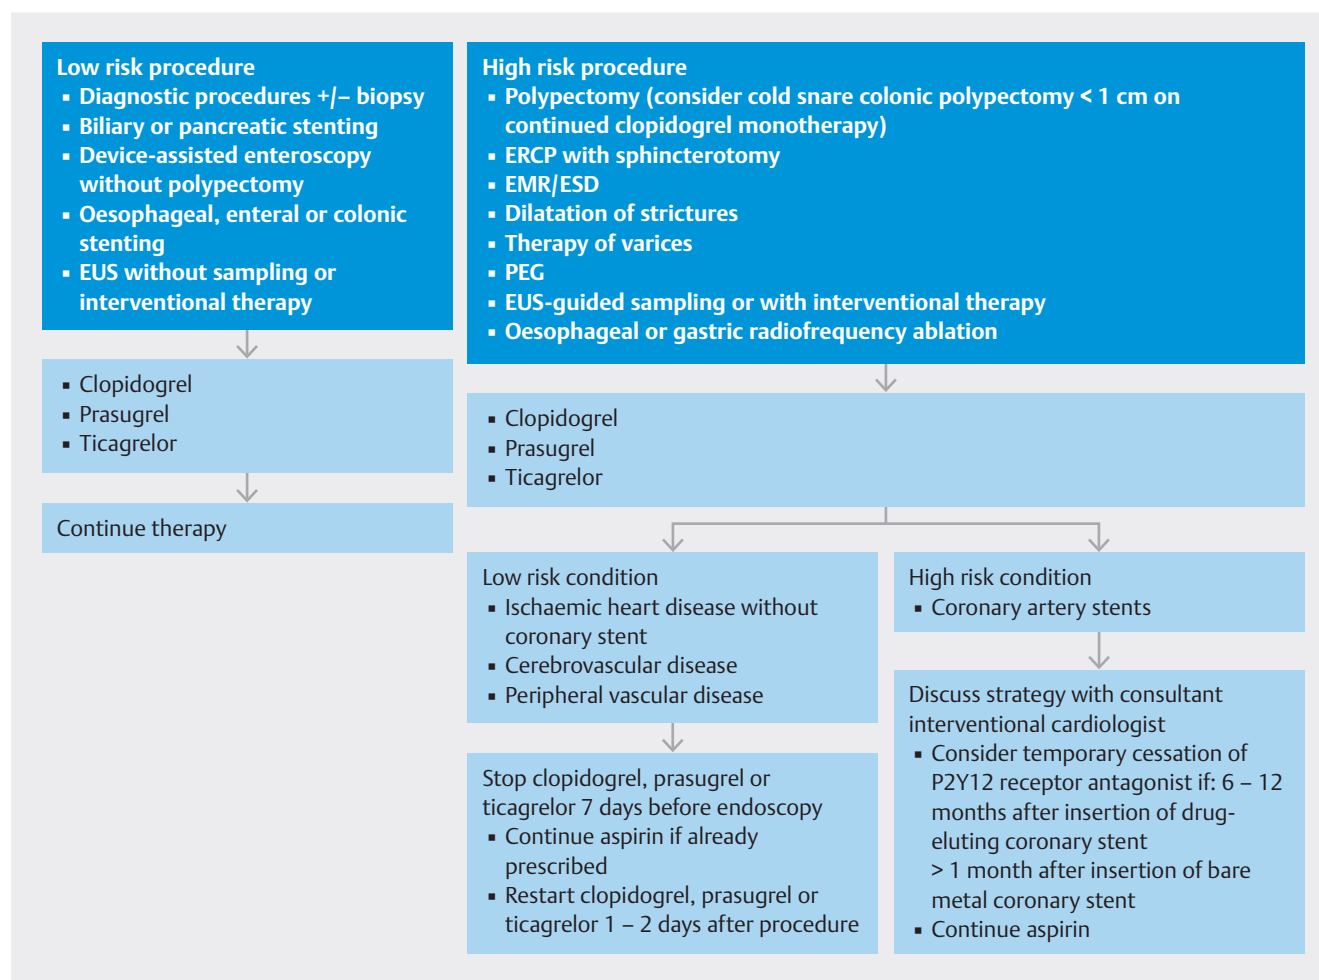 Low risk procedure
▪ Diagnostic procedures +/− biopsy
▪ Biliary or pancreatic stenting
▪ Device-assisted enteroscopy
without polypectomy
▪ Oesophageal, enteral or colonic
stenting
▪ EUS without sampling or
interventional therapy
▪ Clopidogrel
▪ Prasugrel
▪ Ticagrelor
Continue therapy
High risk procedure
▪ Polypectomy (consider cold snare colonic polypectomy < 1 cm on
continued clopidogrel monotherapy)
▪ ERCP with sphincterotomy
▪ EMR/ESD
▪ Dilatation of strictures
▪ Therapy of varices
▪ PEG
▪ EUS-guided sampling or with interventional therapy
▪ Oesophageal or gastric radiofrequency ablation
▪ Clopidogrel
▪ Prasugrel
▪ Ticagrelor
Low risk condition
▪ Ischaemic heart disease without
coronary stent
▪ Cerebrovascular disease
▪ Peripheral vascular disease
Stop clopidogrel, prasugrel or
ticagrelor 7 days before endoscopy
▪ Continue aspirin if already
prescribed
▪ Restart clopidogrel, prasugrel or
ticagrelor 1 – 2 days after procedure
High risk condition
▪ Coronary artery stents
Discuss strategy with consultant
interventional cardiologist
▪ Consider temporary cessation of
P2Y12 receptor antagonist if: 6 – 12
months after insertion of drug-
eluting coronary stent
> 1 month after insertion of bare
metal coronary stent
▪ Continue aspirin